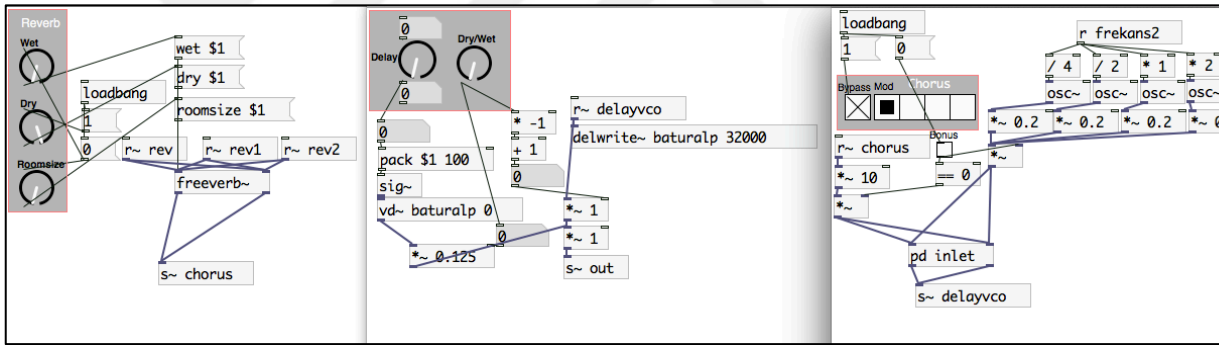 Reverb
Wet
wet $1
dry $1
loadbang
Dry
1
roomsize $1
0
r~ rev
r~ rev1
r~ rev2
Roomsize
freeverb~
s~ chorus
0
Delay
Dry/Wet
0
0
* -1
r~ delayvco
+ 1
delwrite~ baturalp 32000
pack $1 100
0
sig~
vd~ baturalp 0
*~ 1
0
*~ 1
*~ 0.125
s~ out
loadbang
r frekans2
1
0
/ 4
/ 2
* 1
* 2
Chorus
Bypass
Mod
osc~
osc~
osc~
osc~
*~ 0.2
*~ 0.2
*~ 0.2
Bonus
r~ chorus
*~
*~ 10
== 0
*~
pd inlet
s~ delayvco